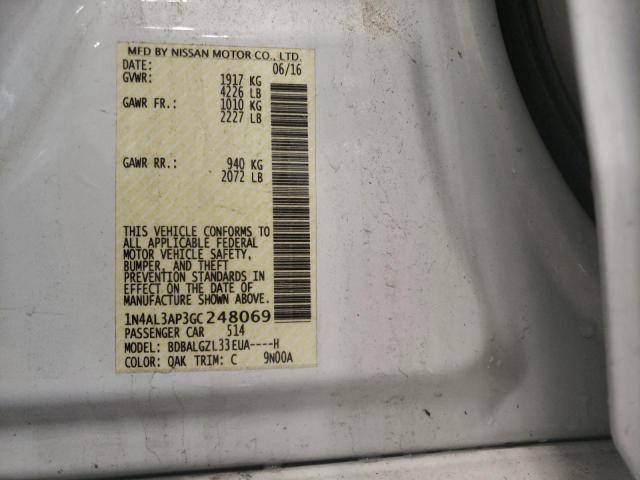 MFD BY NISSAN MOTOR CO., LTD.
DATE: 06/16
GVWR: 1917 KG
4226 LB
GAWR FR.: 1010 KG
2227 LB
GAWR RR.: 940 KG
2072 LB
THIS VEHICLE CONFORMS TO
ALL APPLICABLE FEDERAL
MOTOR VEHICLE SAFETY,
BUMPER, AND THEFT
PREVENTION STANDARDS IN
EFFECT ON THE DATE OF
MANUFACTURE SHOWN ABOVE.
1N4AL3AP3GC248069
PASSENGER CAR 514
MODEL: BDBALGZL33EUA----H
COLOR: QAK TRIM: C 9N00A